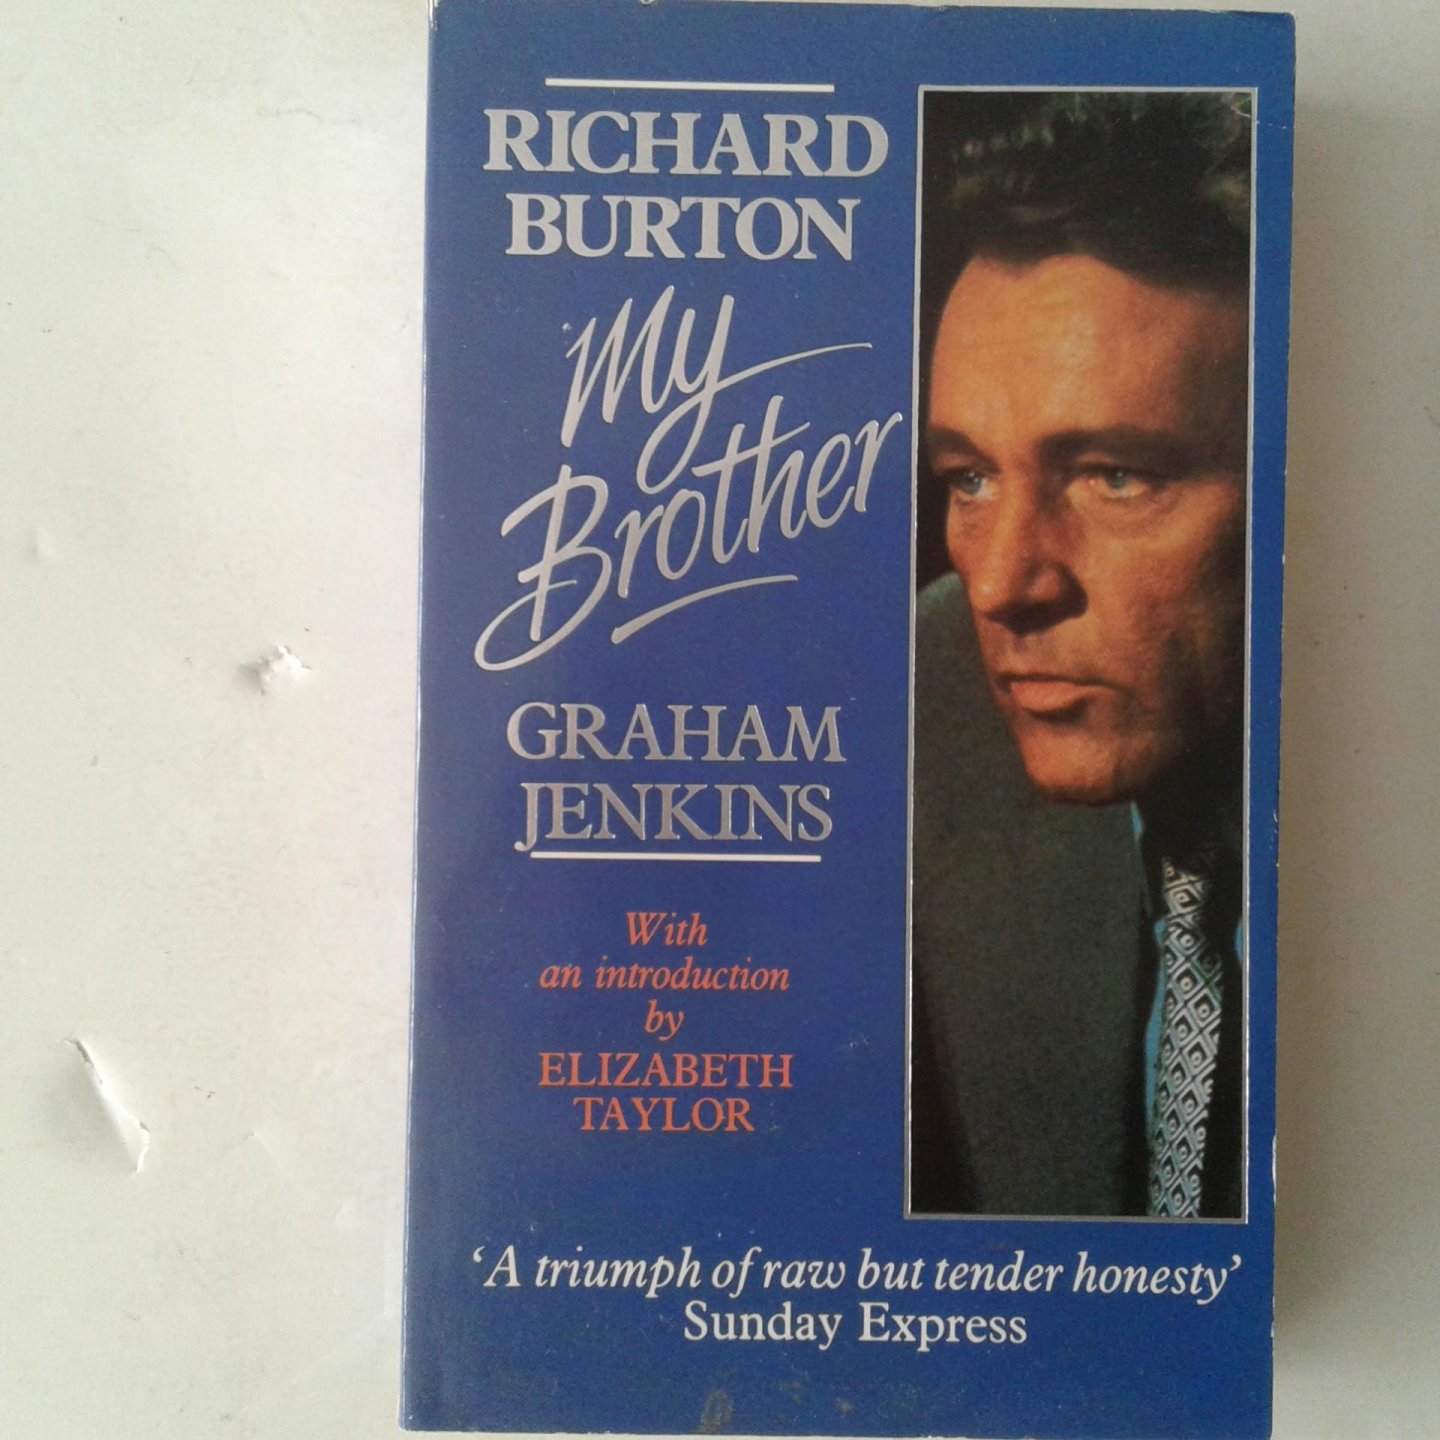 RICHARD
BURTON
My
Brother
GRAHAM
JENKINS
With
an introduction
by
ELIZABETH
TAYLOR
‘A triumph of raw but tender honesty’
Sunday Express